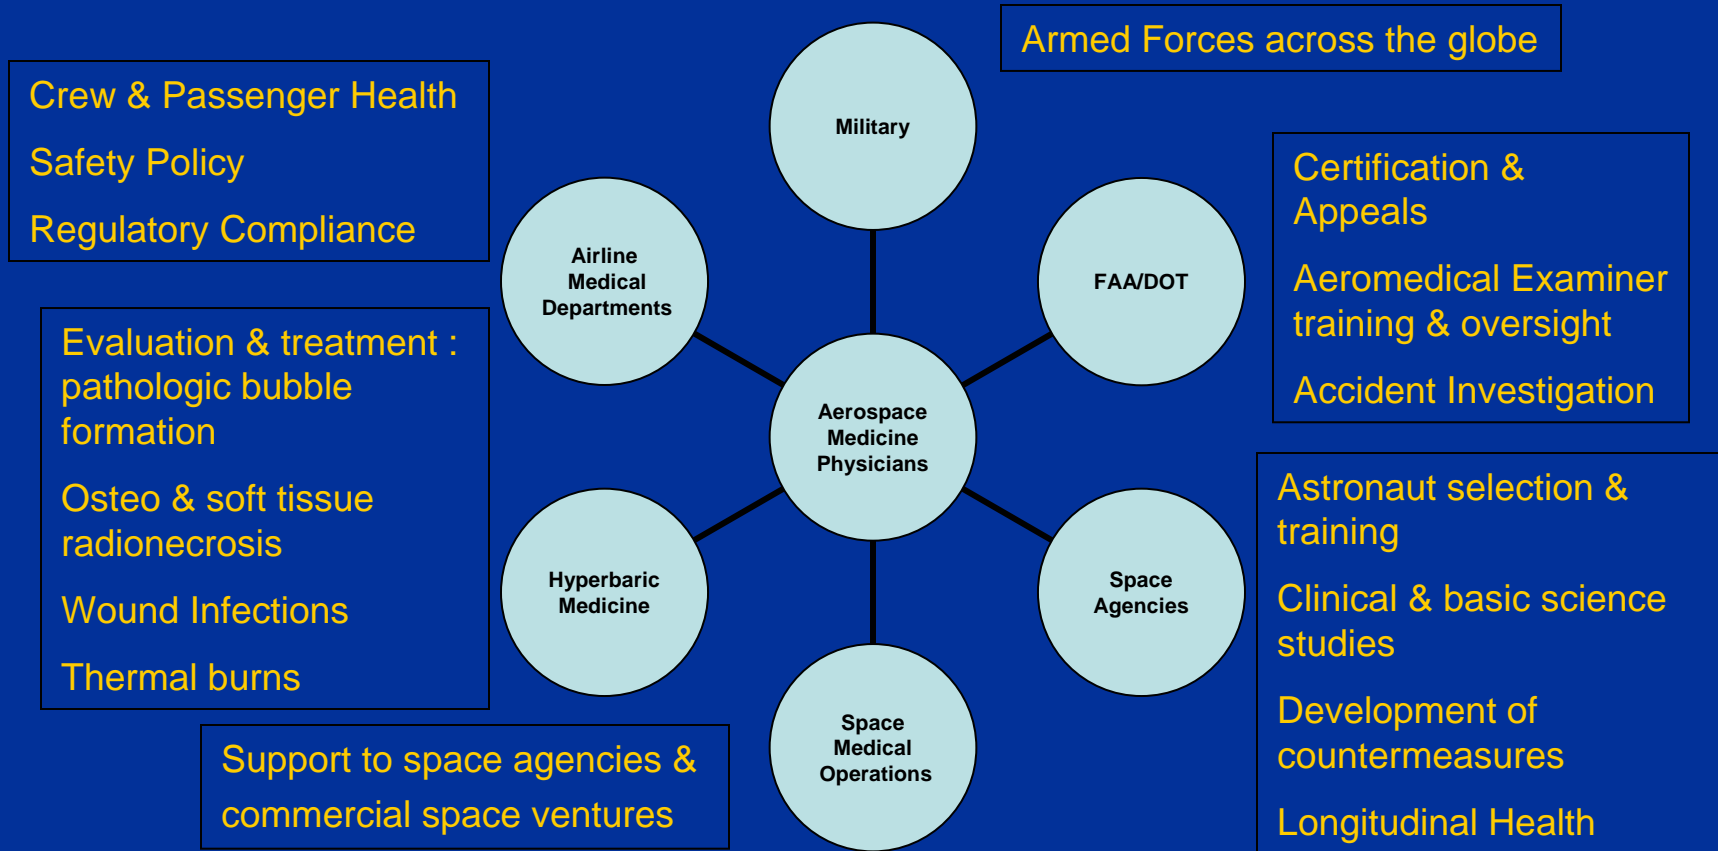 Armed Forces across the globe
Crew & Passenger Health
Safety Policy
Regulatory Compliance
Military
Certification &
Appeals
Aeromedical Examiner
training & oversight
Accident Investigation
Airline
Medical
Departments
FAA/DOT
Evaluation & treatment :
pathologic bubble
formation
Osteo & soft tissue
radionecrosis
Wound Infections
Thermal burns
Aerospace
Medicine
Physicians
Astronaut selection &
training
Clinical & basic science
studies
Development of
countermeasures
Longitudinal Health
Hyperbaric
Medicine
Space
Agencies
Space
Medical
Operations
Support to space agencies &
commercial space ventures